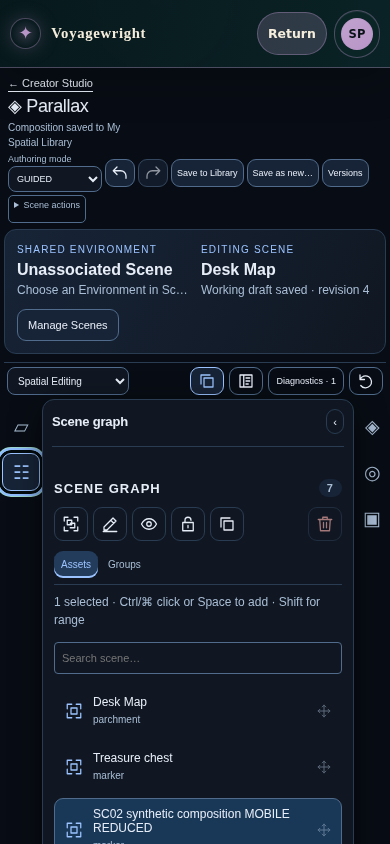 Voyagewright
Return
SP
← Creator Studio
◈ Parallax
Composition saved to My
Spatial Library
Authoring mode
GUIDED
Save to Library
Save as new…
Versions
Scene actions
SHARED ENVIRONMENT
Unassociated Scene
Choose an Environment in Sc…
EDITING SCENE
Desk Map
Working draft saved · revision 4
Manage Scenes
Spatial Editing
Diagnostics · 1
Scene graph
SCENE GRAPH
7
Assets
Groups
1 selected · Ctrl/⌘ click or Space to add · Shift for
range
Search scene…
Desk Map
parchment
Treasure chest
marker
SC02 synthetic composition MOBILE
REDUCED